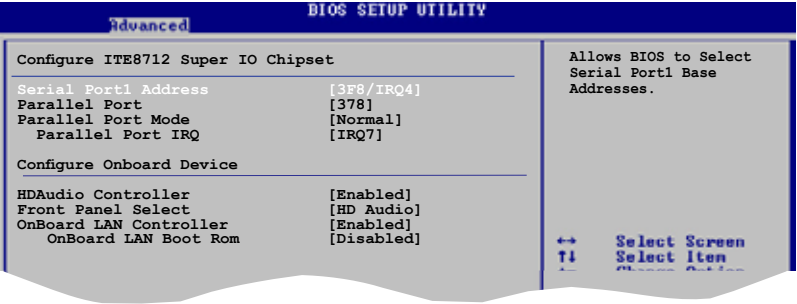 BIOS SETUP UTILITY
Advanced
Configure ITE8712 Super IO Chipset
Serial Port1 Address [3F8/IRQ4]
Parallel Port [378]
Parallel Port Mode [Normal]
Parallel Port IRQ [IRQ7]
Configure Onboard Device
HDAudio Controller [Enabled]
Front Panel Select [HD Audio]
OnBoard LAN Controller [Enabled]
OnBoard LAN Boot Rom [Disabled]
Allows BIOS to Select
Serial Port1 Base
Addresses.
↔ Select Screen
↑↓ Select Item